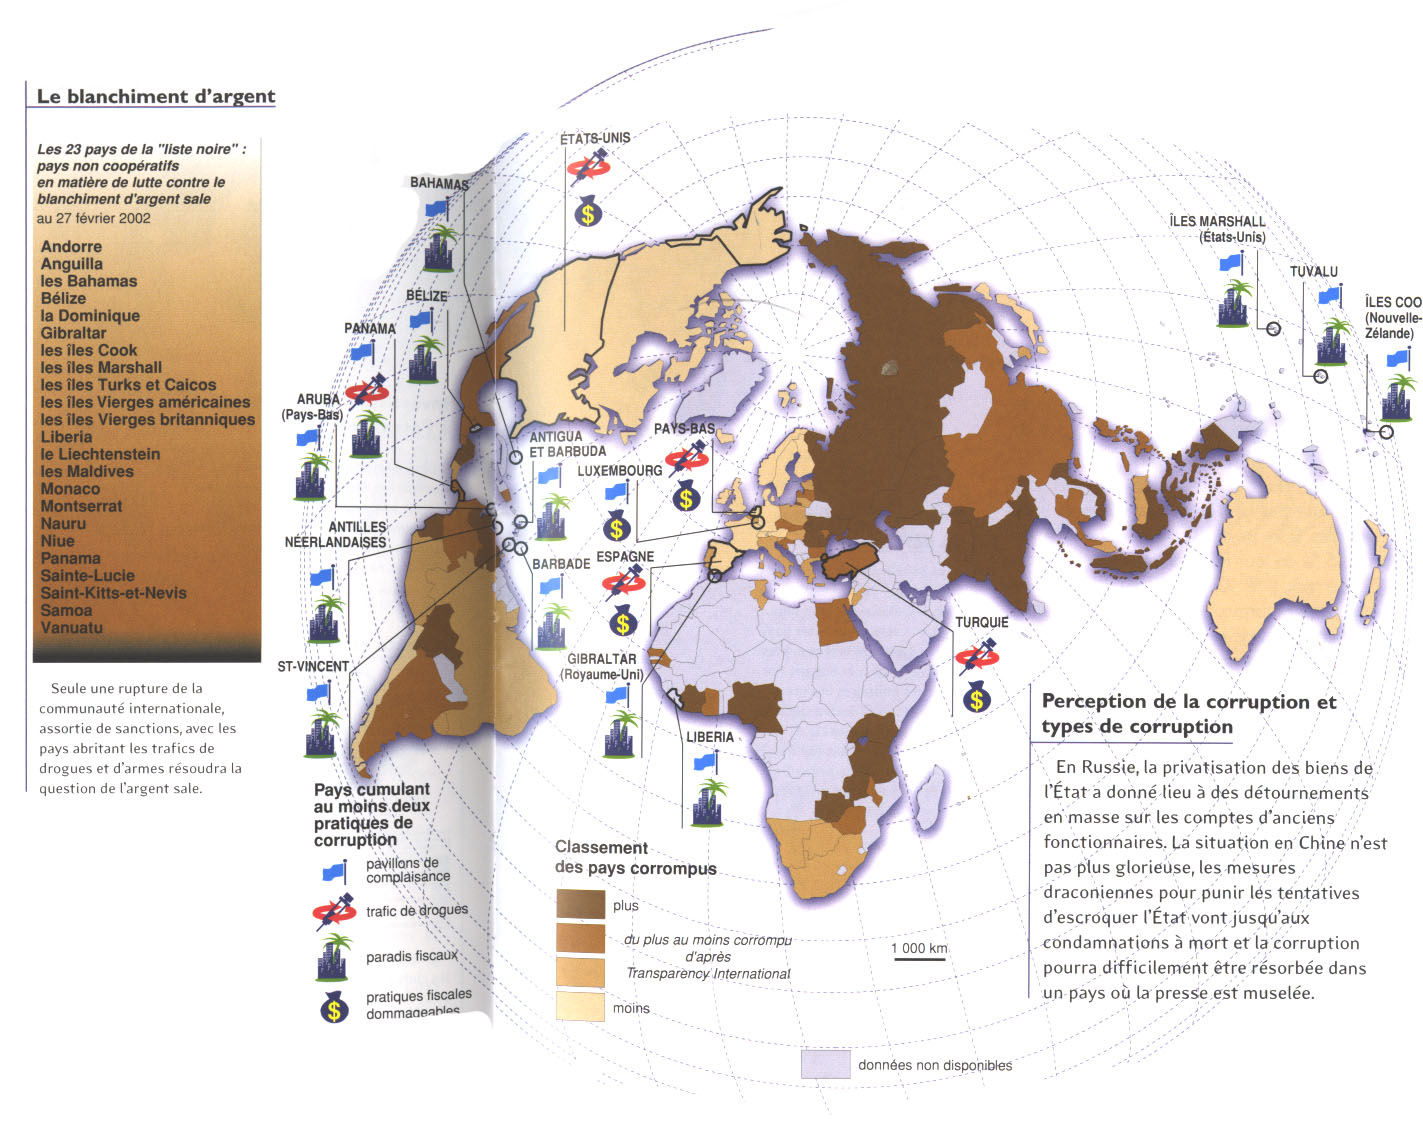 Le blanchiment d'argent
Les 23 pays de la "liste noire" :
pays non coopératifs
en matière de lutte contre le
blanchiment d'argent sale
au 27 février 2002
Andorre
Anguilla
les Bahamas
Bélize
la Dominique
Gibraltar
les îles Cook
les îles Marshall
les îles Turks et Caicos
les îles Vierges américaines
les îles Vierges britanniques
Liberia
le Liechtenstein
les Maldives
Monaco
Montserrat
Nauru
Niue
Panama
Sainte-Lucie
Saint-Kitts-et-Nevis
Samoa
Vanuatu
Seule une rupture de la
communauté internationale,
assortie de sanctions, avec les
pays abritant les trafics de
drogues et d'armes résoudra la
question de l'argent sale.
ÉTATS-UNIS
$
BAHAMAS
BÉLIZE
PANAMA
ARUBA
(Pays-Bas)
ANTIGUA
ET BARBUDA
ANTILLES
NÉERLANDAISES
BARBADE
ST-VINCENT
PAYS-BAS
$
LUXEMBOURG
$
ESPAGNE
$
GIBRALTAR
(Royaume-Uni)
LIBERIA
TURQUIE
$
ÎLES MARSHALL
(États-Unis)
TUVALU
ÎLES COO
(Nouvelle-
Zélande)
Pays cumulant
au moins deux
pratiques de
corruption
pavillons de
complaisance
trafic de drogues
paradis fiscaux
$
pratiques fiscales
dommageables
Classement
des pays corrompus
plus
du plus au moins corrompu
d'après
Transparency International
moins
1 000 km
données non disponibles
Perception de la corruption et
types de corruption
En Russie, la privatisation des biens de
l'État a donné lieu à des détournements
en masse sur les comptes d'anciens
fonctionnaires. La situation en Chine n'est
pas plus glorieuse, les mesures
draconiennes pour punir les tentatives
d'escroquer l'État vont jusqu'aux
condamnations à mort et la corruption
pourra difficilement être résorbée dans
un pays où la presse est muselée.